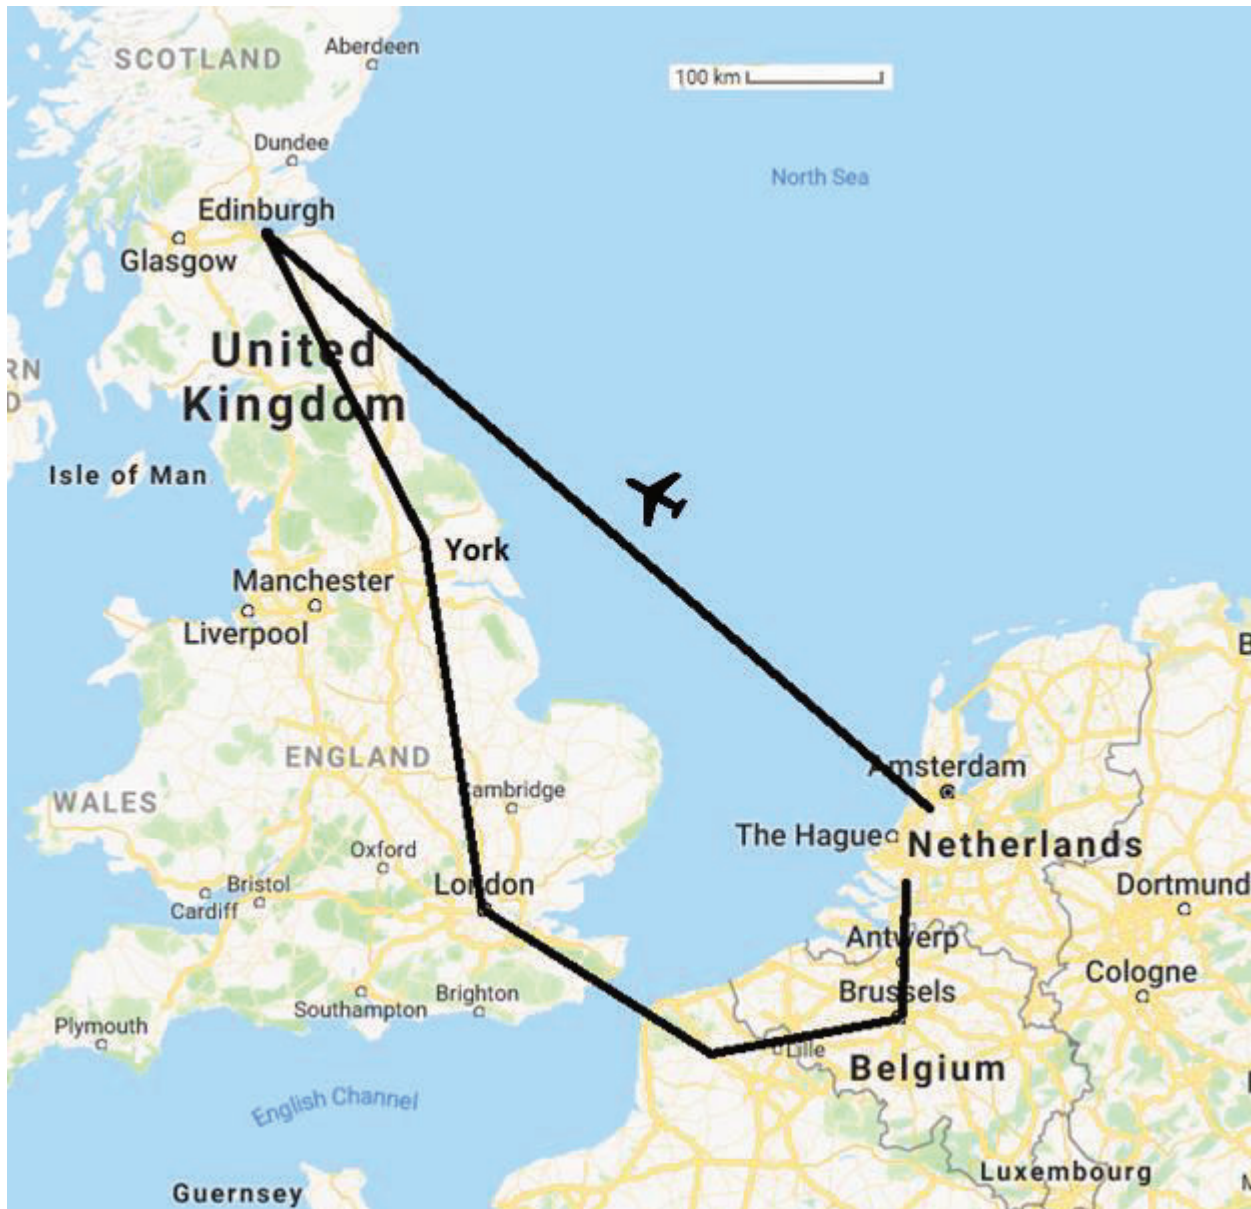 Aberdeen
SCOTLAND
100 km
Dundee
North Sea
Edinburgh
Glasgow
United
Kingdom
RN
D
Isle of Man
York
Manchester
Liverpool
B
ENGLAND
Amsterdam
Cambridge
WALES
The Hague
Netherlands
Oxford
London
Bristol
Dortmund
Cardiff
Antwerp
Cologne
Brussels
Brighton
Southampton
Plymouth
Lille
Belgium
English Channel
Luxembourg
Guernsey